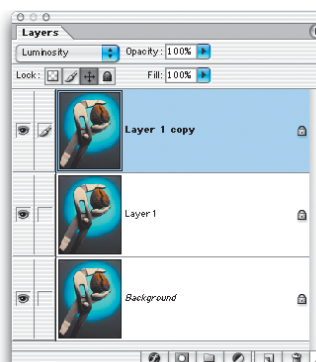 Layers
Luminosity Opacity: 100%
Lock: Fill: 100%
Layer 1 copy
Layer 1
Background